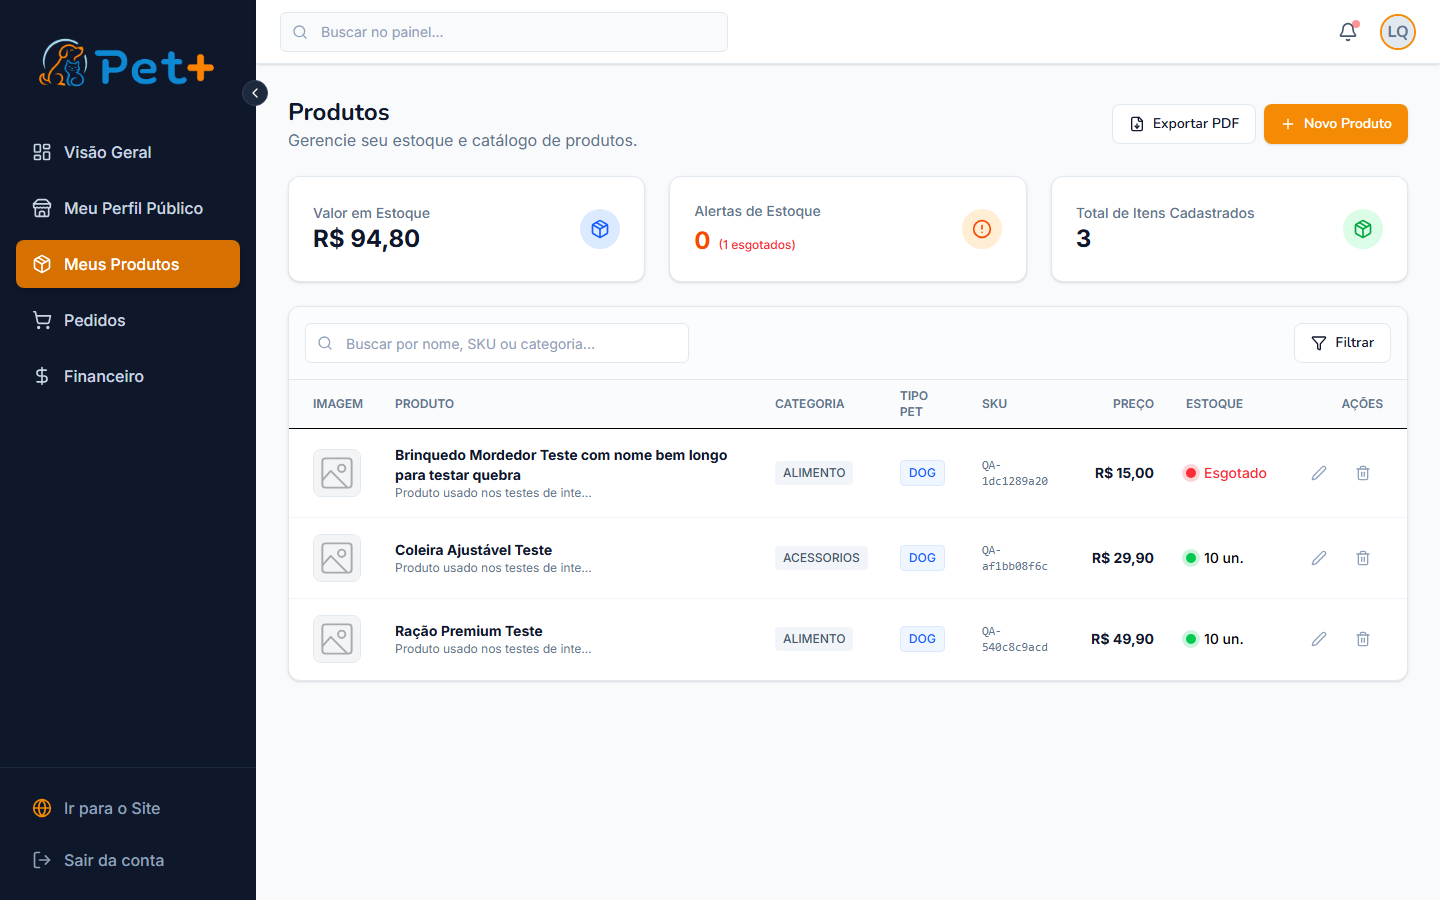 Pet+
Buscar no painel...
LQ
Visão Geral
Meu Perfil Público
Meus Produtos
Pedidos
Financeiro
Ir para o Site
Sair da conta
Produtos
Gerencie seu estoque e catálogo de produtos.
Exportar PDF
+ Novo Produto
Valor em Estoque
R$ 94,80
Alertas de Estoque
0 (1 esgotados)
Total de Itens Cadastrados
3
Buscar por nome, SKU ou categoria...
Filtrar
IMAGEM PRODUTO CATEGORIA TIPO PET SKU PREÇO ESTOQUE AÇÕES
Brinquedo Mordedor Teste com nome bem longo
para testar quebra
Produto usado nos testes de inte...
ALIMENTO
DOG
QA-
1dc1289a20
R$ 15,00
Esgotado
Coleira Ajustável Teste
Produto usado nos testes de inte...
ACESSORIOS
DOG
QA-
af1bb08f6c
R$ 29,90
10 un.
Ração Premium Teste
Produto usado nos testes de inte...
ALIMENTO
DOG
QA-
540c8c9acd
R$ 49,90
10 un.